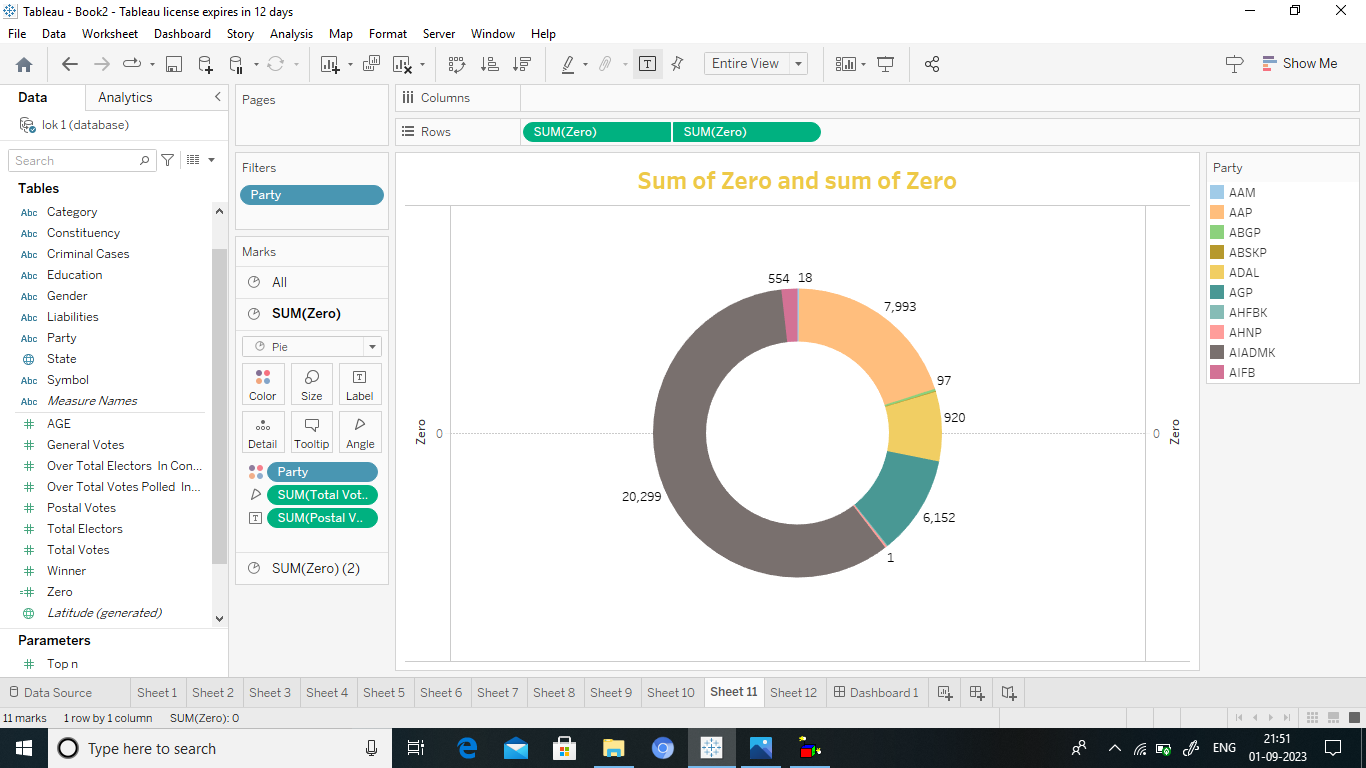 Tableau - Book2 - Tableau license expires in 12 days
File Data Worksheet Dashboard Story Analysis Map Format Server Window Help
Entire View
Show Me
Data Analytics
lok 1 (database)
Search
Tables
Abc Category
Abc Constituency
Abc Criminal Cases
Abc Education
Abc Gender
Abc Liabilities
Abc Party
State
Abc Symbol
Abc Measure Names
# AGE
# General Votes
# Over Total Electors In Con...
# Over Total Votes Polled In...
# Postal Votes
# Total Electors
# Total Votes
# Winner
=# Zero
Latitude (generated)
Parameters
# Top n
Pages
Filters
Party
Marks
All
SUM(Zero)
Pie
Color Size Label
Detail Tooltip Angle
Party
SUM(Total Vot..
SUM(Postal V..
SUM(Zero) (2)
Columns
Rows SUM(Zero) SUM(Zero)
Sum of Zero and sum of Zero
554 18
7,993
97
920
Zero 0
0 Zero
20,299
6,152
1
Party
AAM
AAP
ABGP
ABSKP
ADAL
AGP
AHFBK
AHNP
AIADMK
AIFB
Data Source Sheet 1 Sheet 2 Sheet 3 Sheet 4 Sheet 5 Sheet 6 Sheet 7 Sheet 8 Sheet 9 Sheet 10 Sheet 11 Sheet 12 Dashboard 1
11 marks 1 row by 1 column SUM(Zero): 0
Type here to search
ENG
21:51
01-09-2023